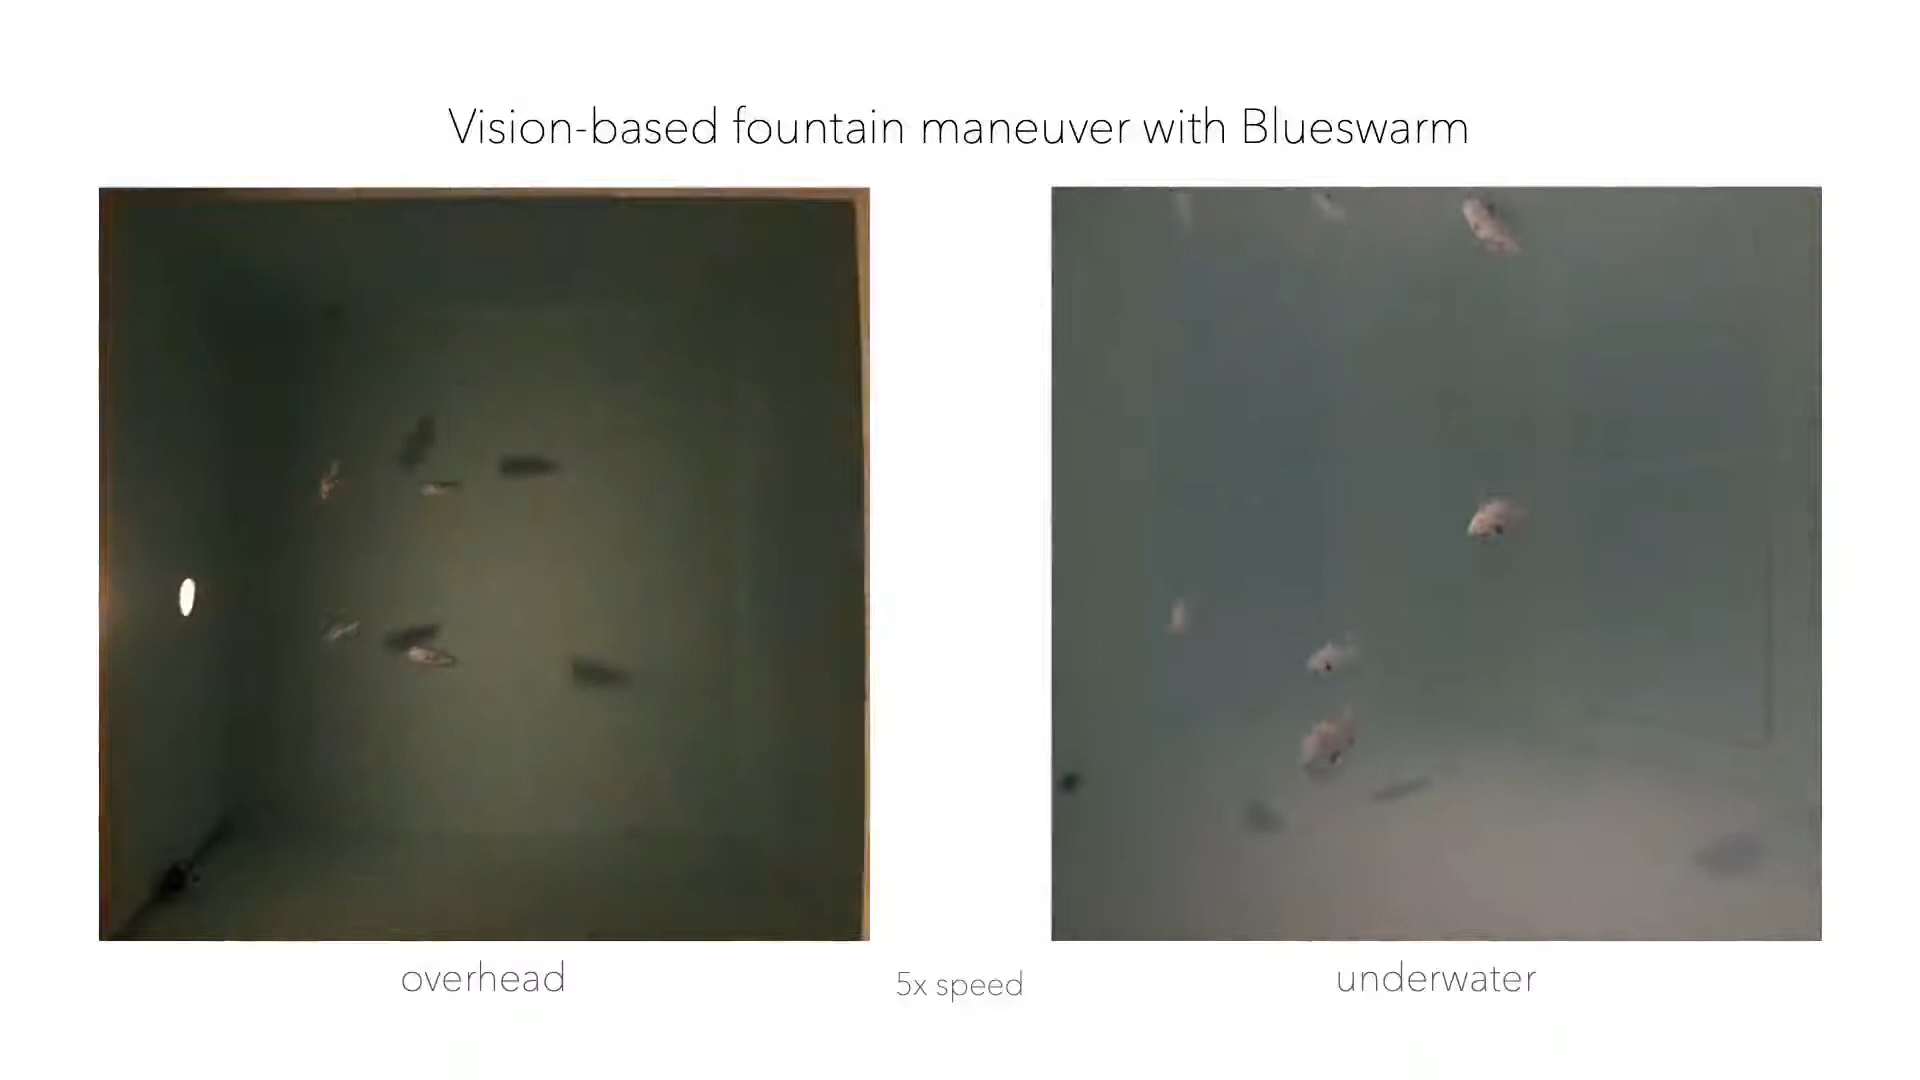 Vision-based fountain maneuver with Blueswarm
overhead
5x speed
underwater